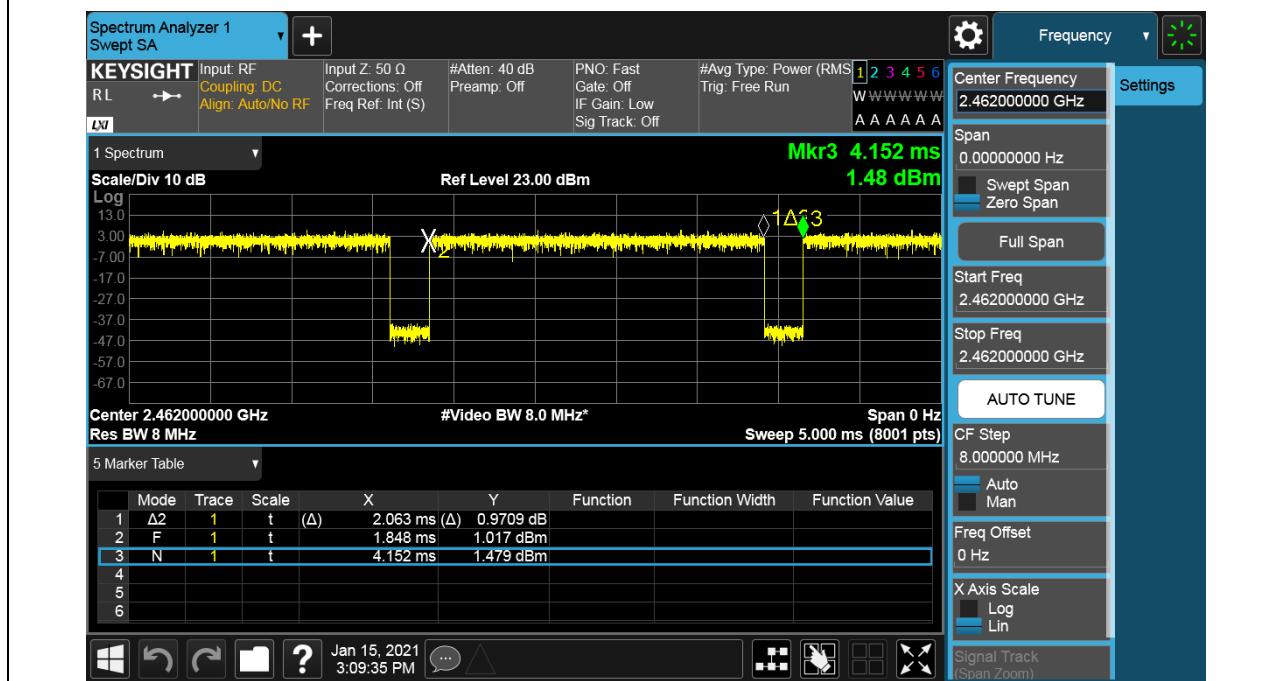 Spectrum Analyzer 1
Swept SA
+
Frequency
KEYSIGHT
RL
LXI
Input: RF
Coupling: DC
Align: Auto/No RF
Input Z: 50 Ω
Corrections: Off
Freq Ref: Int (S)
#Atten: 40 dB
Preamp: Off
PNO: Fast
Gate: Off
IF Gain: Low
Sig Track: Off
#Avg Type: Power (RMS
Trig: Free Run
1 2 3 4 5 6
W W W W W W
A A A A A A
1 Spectrum
Mkr3 4.152 ms
Scale/Div 10 dB
Ref Level 23.00 dBm
1.48 dBm
Log
13.0
3.00
-7.00
-17.0
-27.0
-37.0
-47.0
-57.0
-67.0
X
2
3
Center 2.462000000 GHz
#Video BW 8.0 MHz*
Span 0 Hz
Res BW 8 MHz
Sweep 5.000 ms (8001 pts)
5 Marker Table
Mode Trace Scale X Y Function Function Width Function Value
1 Δ2 1 t (Δ) 2.063 ms (Δ) 0.9709 dB
2 F 1 t 1.848 ms 1.017 dBm
3 N 1 t 4.152 ms 1.479 dBm
4
5
6
?
Jan 15, 2021
3:09:35 PM
Center Frequency
2.462000000 GHz
Span
0.00000000 Hz
Swept Span
Zero Span
Full Span
Start Freq
2.462000000 GHz
Stop Freq
2.462000000 GHz
AUTO TUNE
CF Step
8.000000 MHz
Auto
Man
Freq Offset
0 Hz
X Axis Scale
Log
Lin
Signal Track
(Span Zoom)
Settings